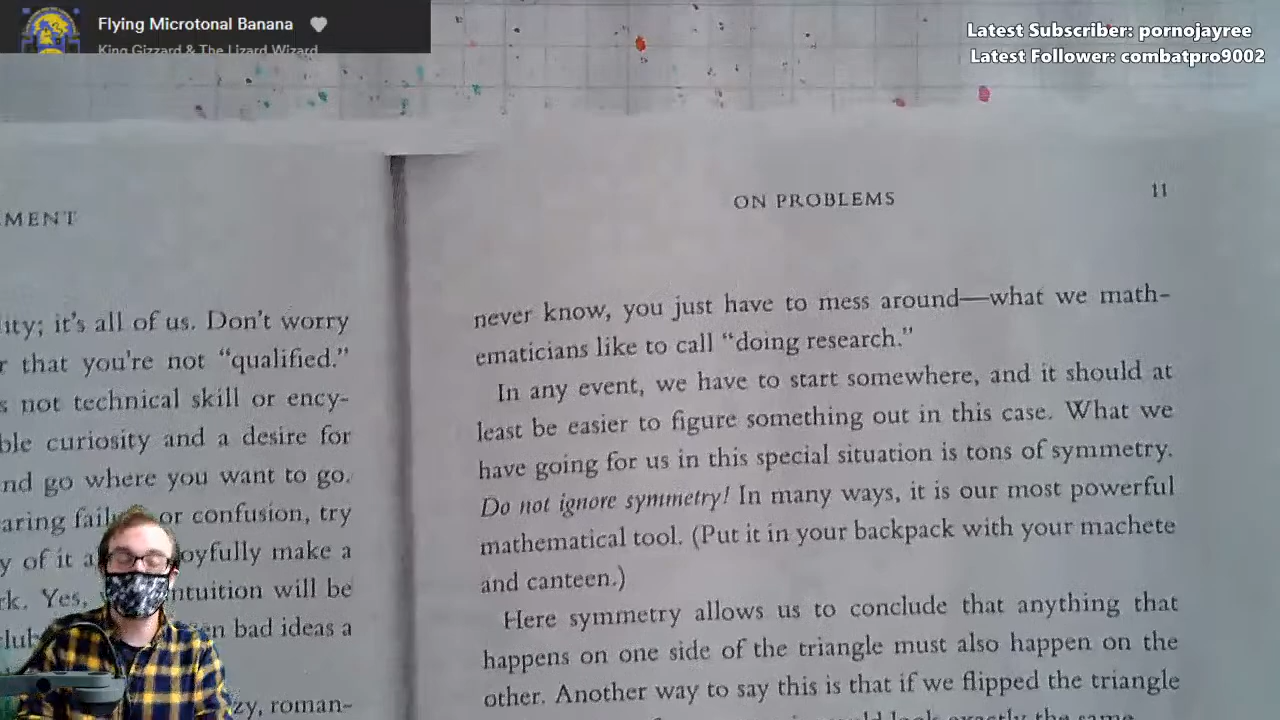 Flying Microtonal Banana
King Gizzard & The Lizard Wizard
Latest Subscriber: pornojayree
Latest Follower: combatpro9002
MENT
lity; it's all of us. Don't worry
r that you're not “qualified.”
s not technical skill or ency-
ble curiosity and a desire for
nd go where you want to go.
aring fail or confusion, try
y of it a oyfully make a
rk. Yes, ntuition will be
club en bad ideas a
zy, roman-
ON PROBLEMS 11
never know, you just have to mess around—what we math-
ematicians like to call “doing research.”
In any event, we have to start somewhere, and it should at
least be easier to figure something out in this case. What we
have going for us in this special situation is tons of symmetry.
Do not ignore symmetry! In many ways, it is our most powerful
mathematical tool. (Put it in your backpack with your machete
and canteen.)
Here symmetry allows us to conclude that anything that
happens on one side of the triangle must also happen on the
other. Another way to say this is that if we flipped the triangle
look exactly the same